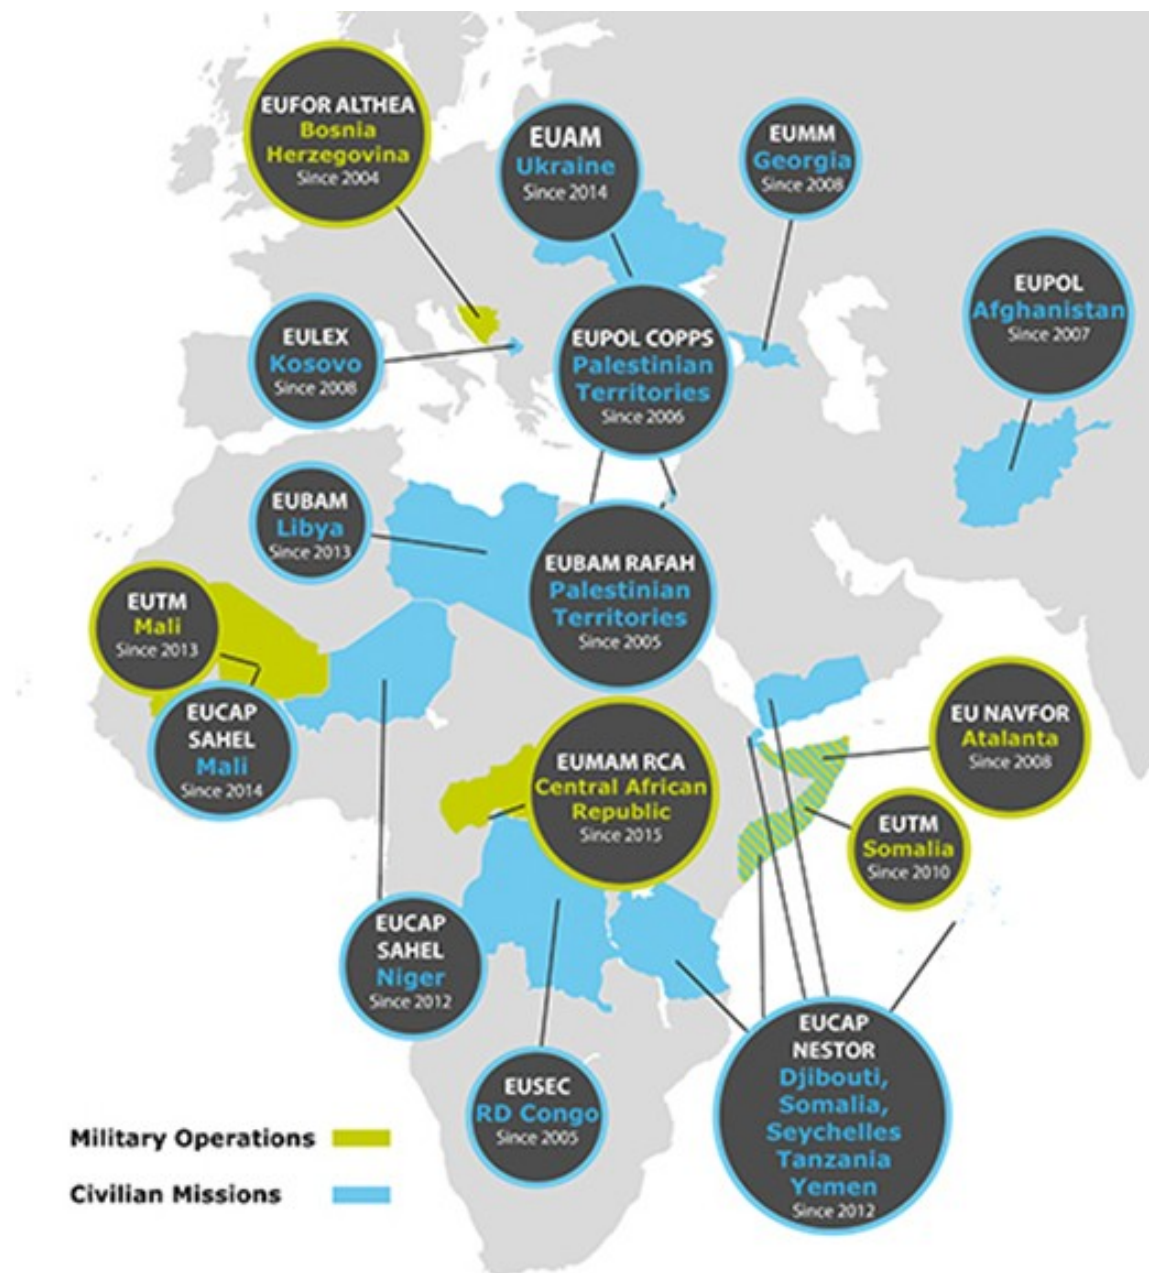 EUFOR ALTHEA
Bosnia
Herzegovina
Since 2004
EUAM
Ukraine
Since 2014
EUMM
Georgia
Since 2008
EUPOL
Afghanistan
Since 2007
EULEX
Kosovo
Since 2008
EUPOL COPPS
Palestinian
Territories
Since 2006
EUBAM
Libya
Since 2013
EUBAM RAFAH
Palestinian
Territories
Since 2005
EUTM
Mali
Since 2013
EUCAP
SAHEL
Mali
Since 2014
EUMAM RCA
Central African
Republic
Since 2015
EU NAVFOR
Atalanta
Since 2008
EUTM
Somalia
Since 2010
EUCAP
SAHEL
Niger
Since 2012
EUSEC
RD Congo
Since 2005
EUCAP
NESTOR
Djibouti,
Somalia,
Seychelles
Tanzania
Yemen
Since 2012
Military Operations
Civilian Missions